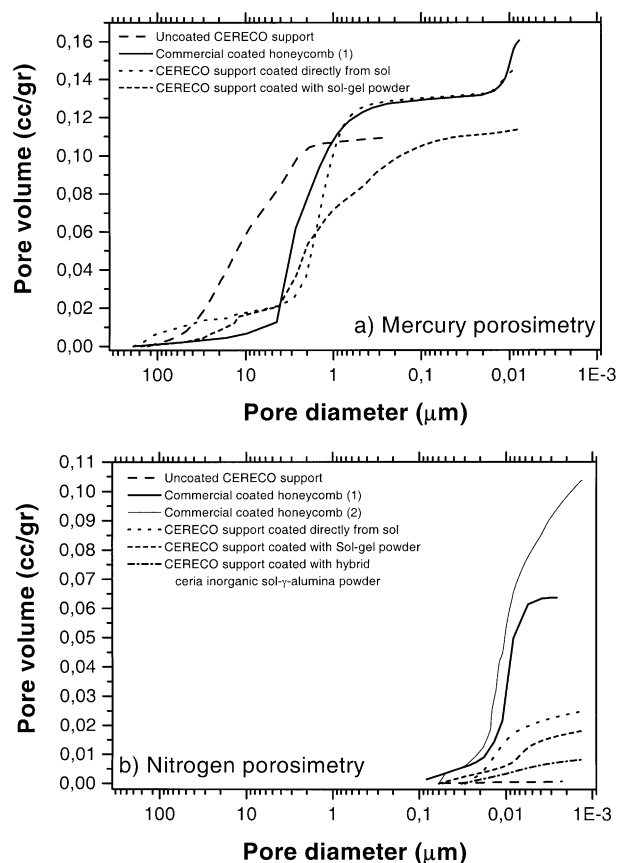 0,16
0,14
0,12
0,10
0,08
0,06
0,04
0,02
0,00
Pore volume (cc/gr)
Uncoated CERECO support
Commercial coated honeycomb (1)
CERECO support coated directly from sol
CERECO support coated with sol-gel powder
a) Mercury porosimetry
100 10 1 0,1 0,01 1E-3
Pore diameter (μm)
0,11
0,10
0,09
0,08
0,07
0,06
0,05
0,04
0,03
0,02
0,01
0,00
Pore volume (cc/gr)
Uncoated CERECO support
Commercial coated honeycomb (1)
Commercial coated honeycomb (2)
CERECO support coated directly from sol
CERECO support coated with Sol-gel powder
CERECO support coated with hybrid
ceria inorganic sol-γ-alumina powder
b) Nitrogen porosimetry
100 10 1 0,1 0,01 1E-3
Pore diameter (μm)